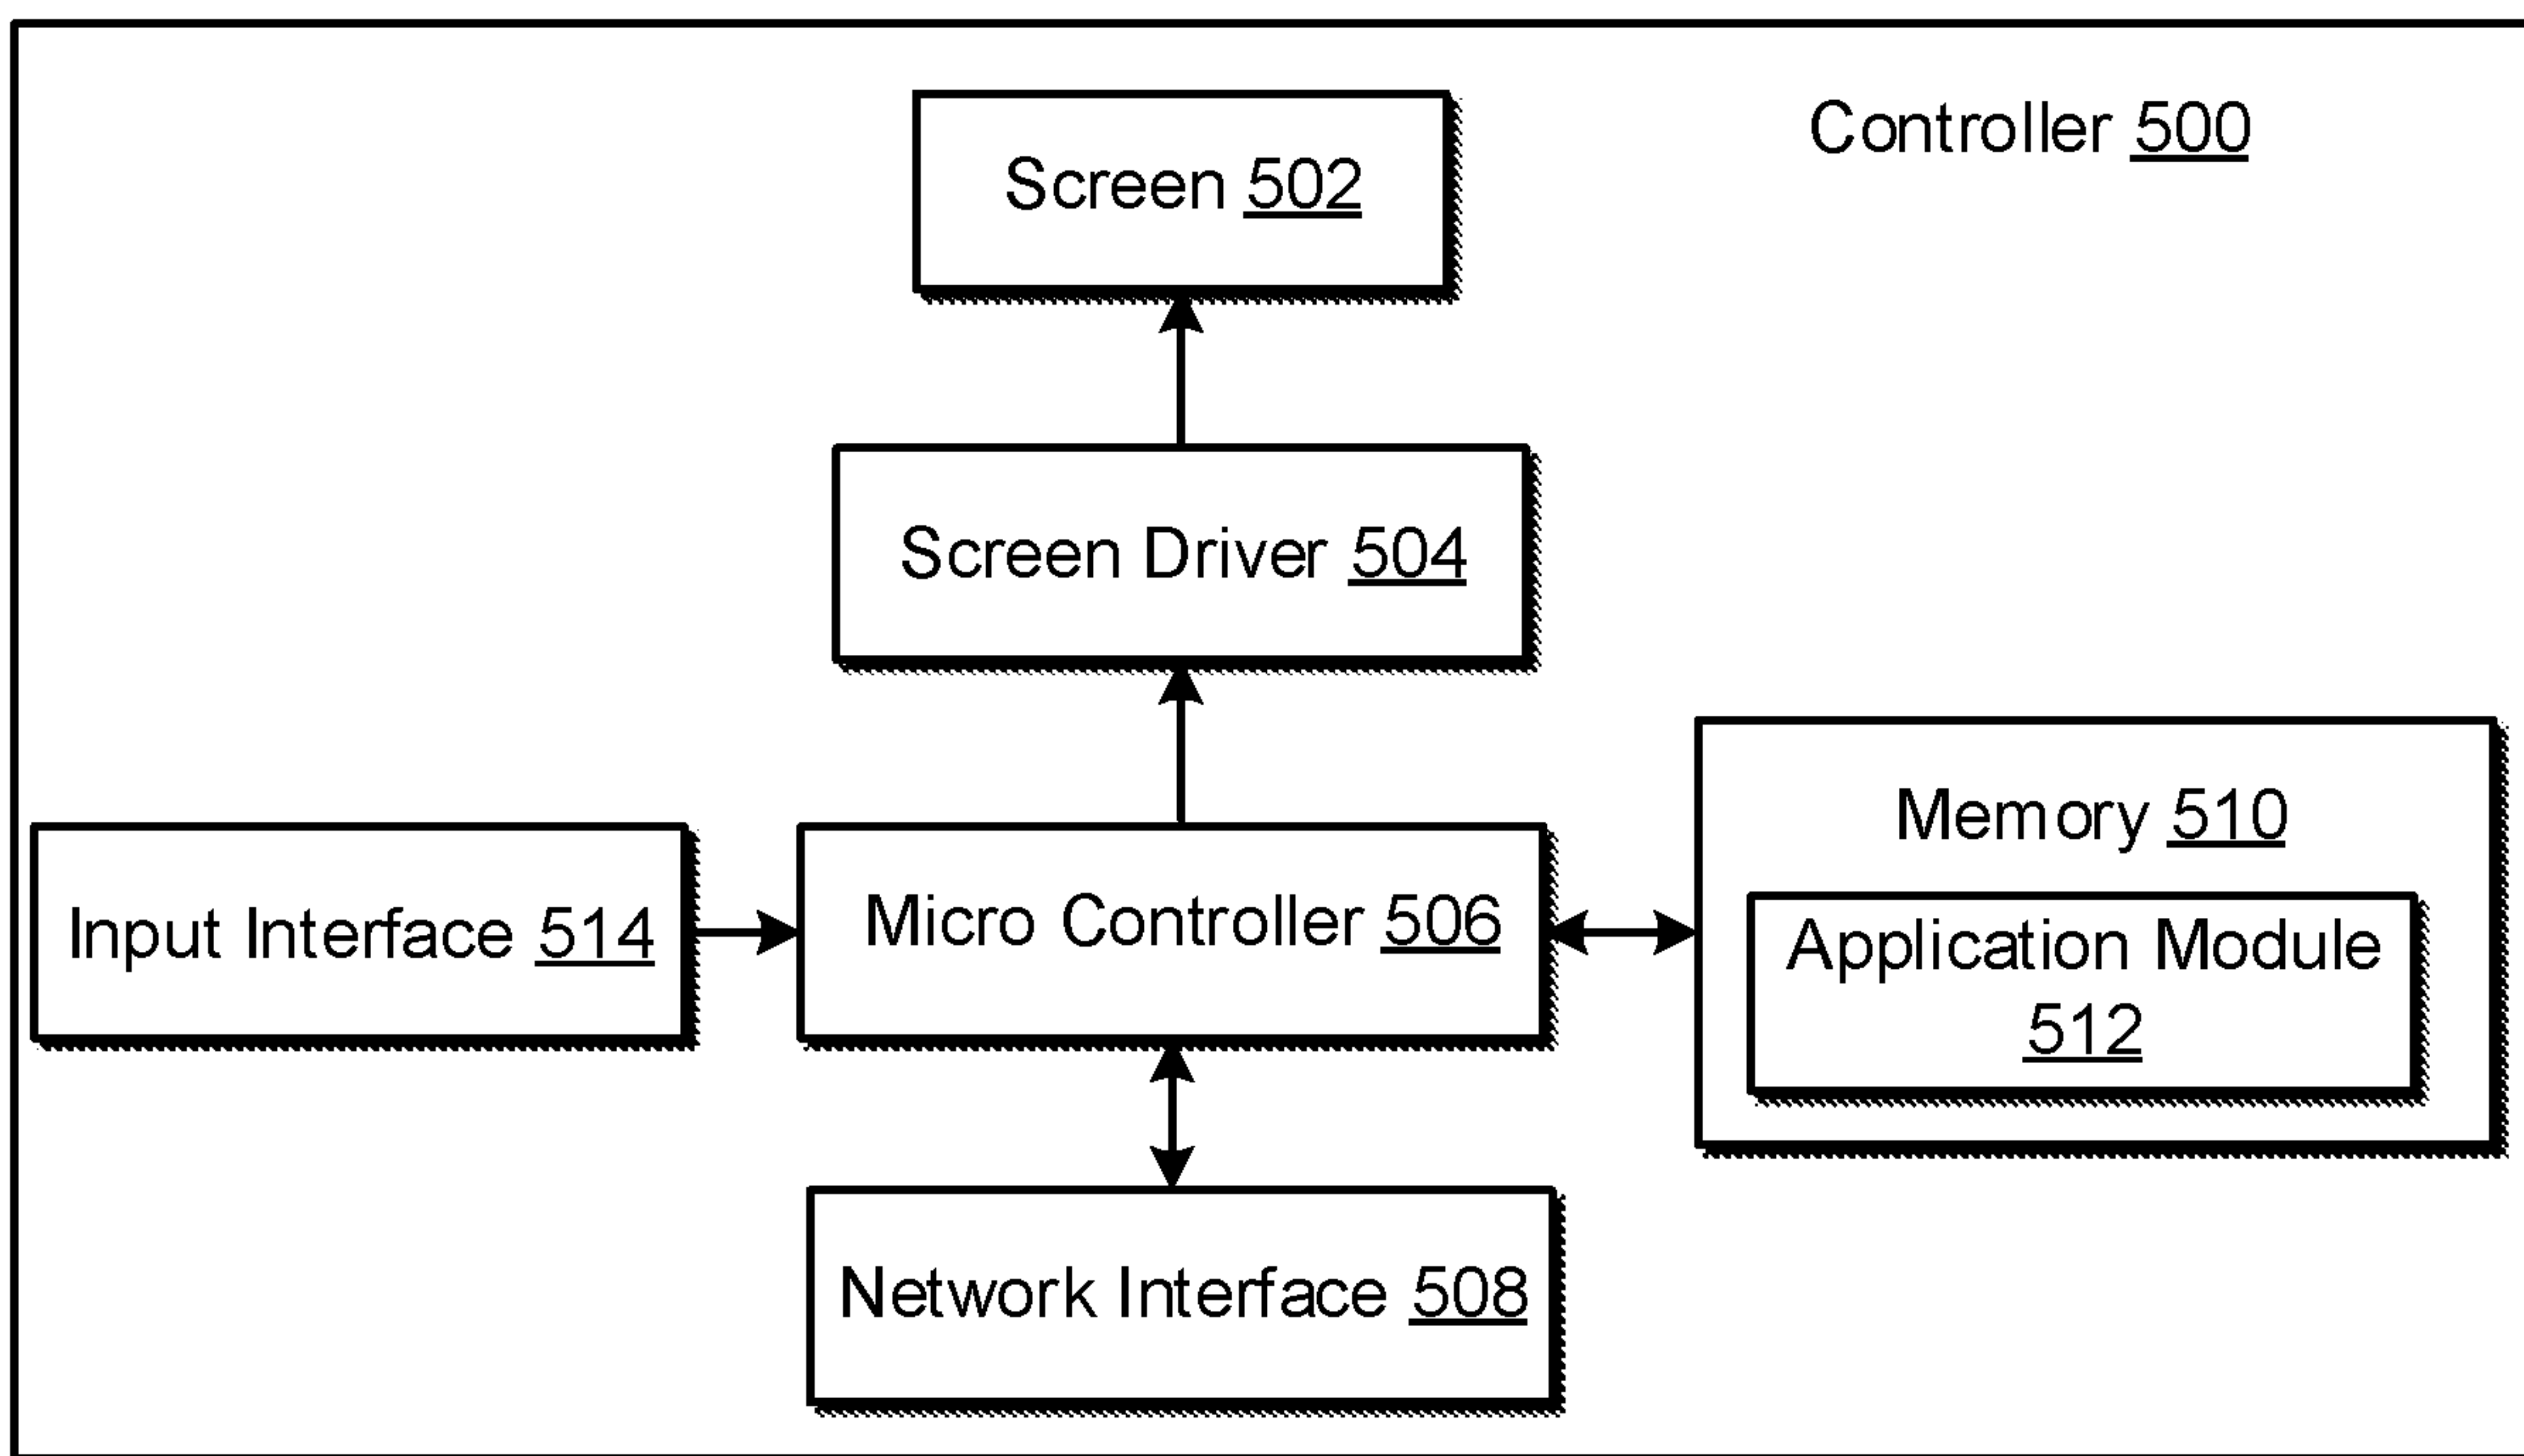 Controller 500
Screen 502
Screen Driver 504
Memory 510
Input Interface 514
Micro Controller 506
Application Module
512
Network Interface 508